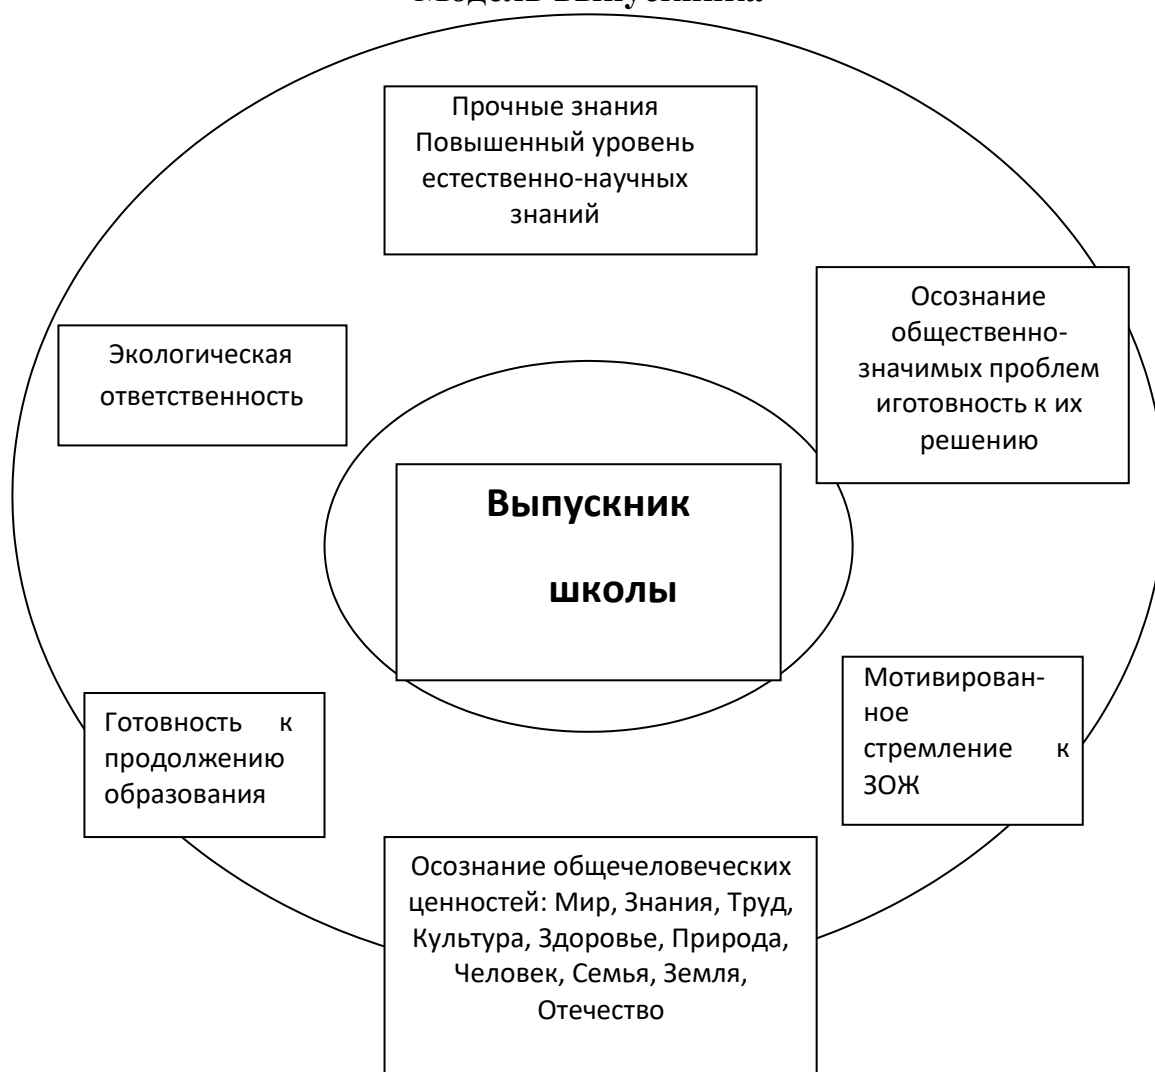 Модель выпускника
Прочные знания
Повышенный уровень
естественно-научных
знаний
Осознание
общественно-
значимых проблем
иготовность к их
решению
Экологическая
ответственность
Выпускник
школы
Мотивирован-
ное
стремление к
ЗОЖ
Готовность к
продолжению
образования
Осознание общечеловеческих
ценностей: Мир, Знания, Труд,
Культура, Здоровье, Природа,
Человек, Семья, Земля,
Отечество